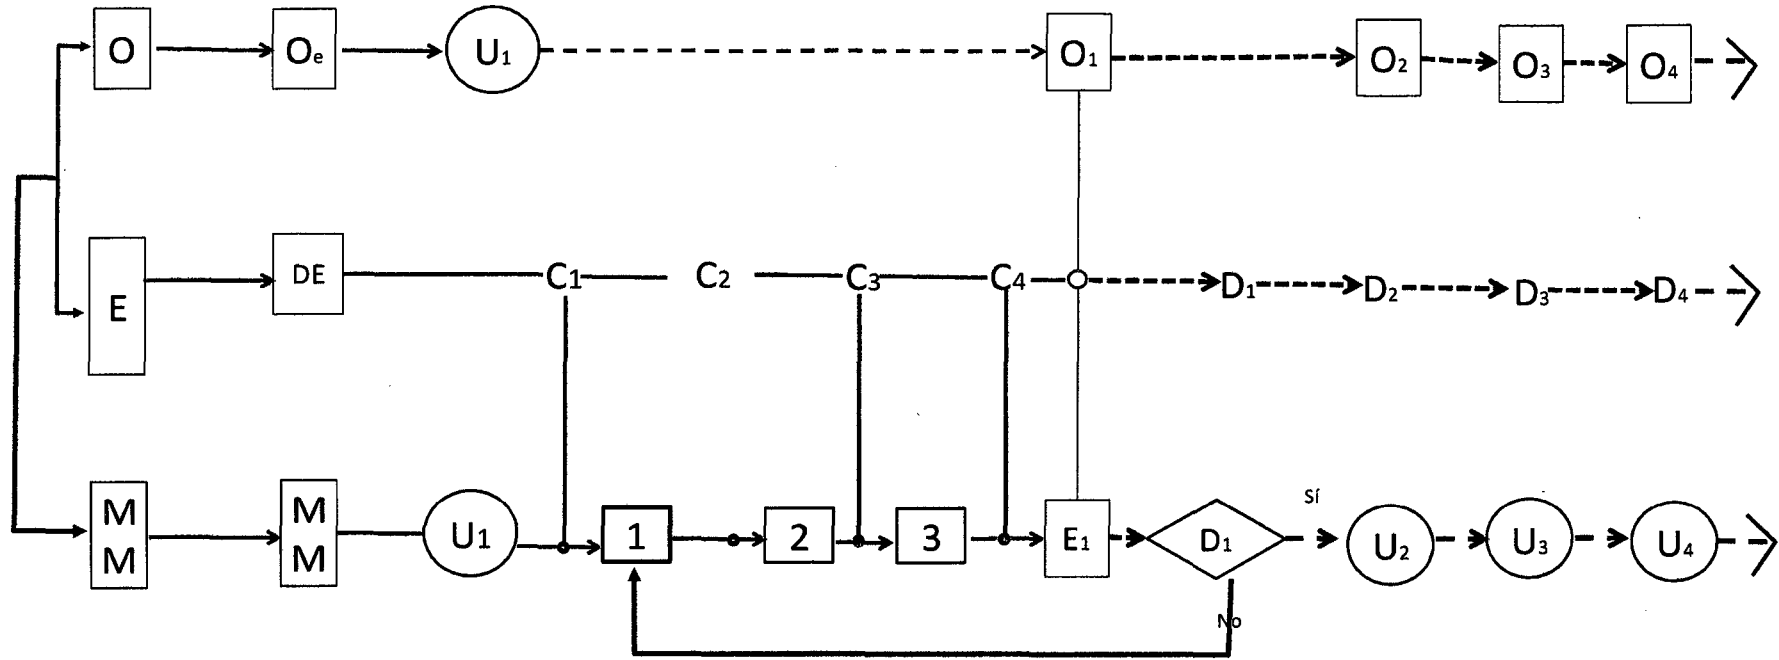 O Oe U1 O1 O2 O3 O4
E DE C1 C2 C3 C4 D1 D2 D3 D4
Sí
M M
M M
U1 1 2 3 E1 D1 U2 U3 U4
No